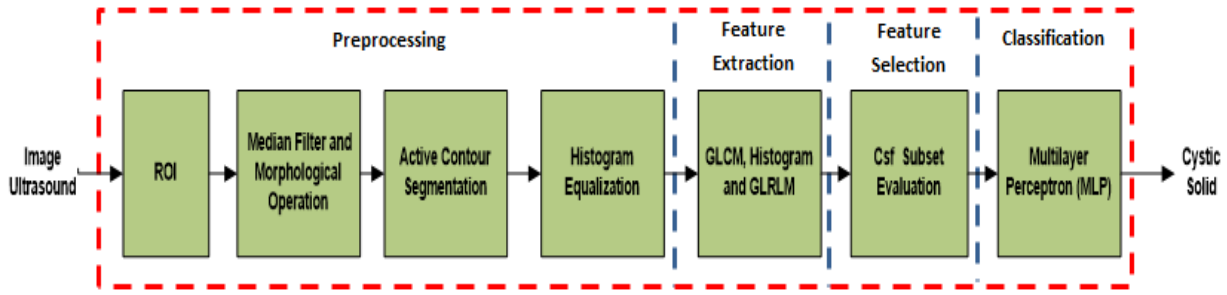 Preprocessing
Feature
Extraction
Feature
Selection
Classification
Image
Ultrasound
ROI
Median Filter and
Morphological
Operation
Active Contour
Segmentation
Histogram
Equalization
GLCM, Histogram
and GLRLM
Csf Subset
Evaluation
Multilayer
Perceptron (MLP)
Cystic
Solid